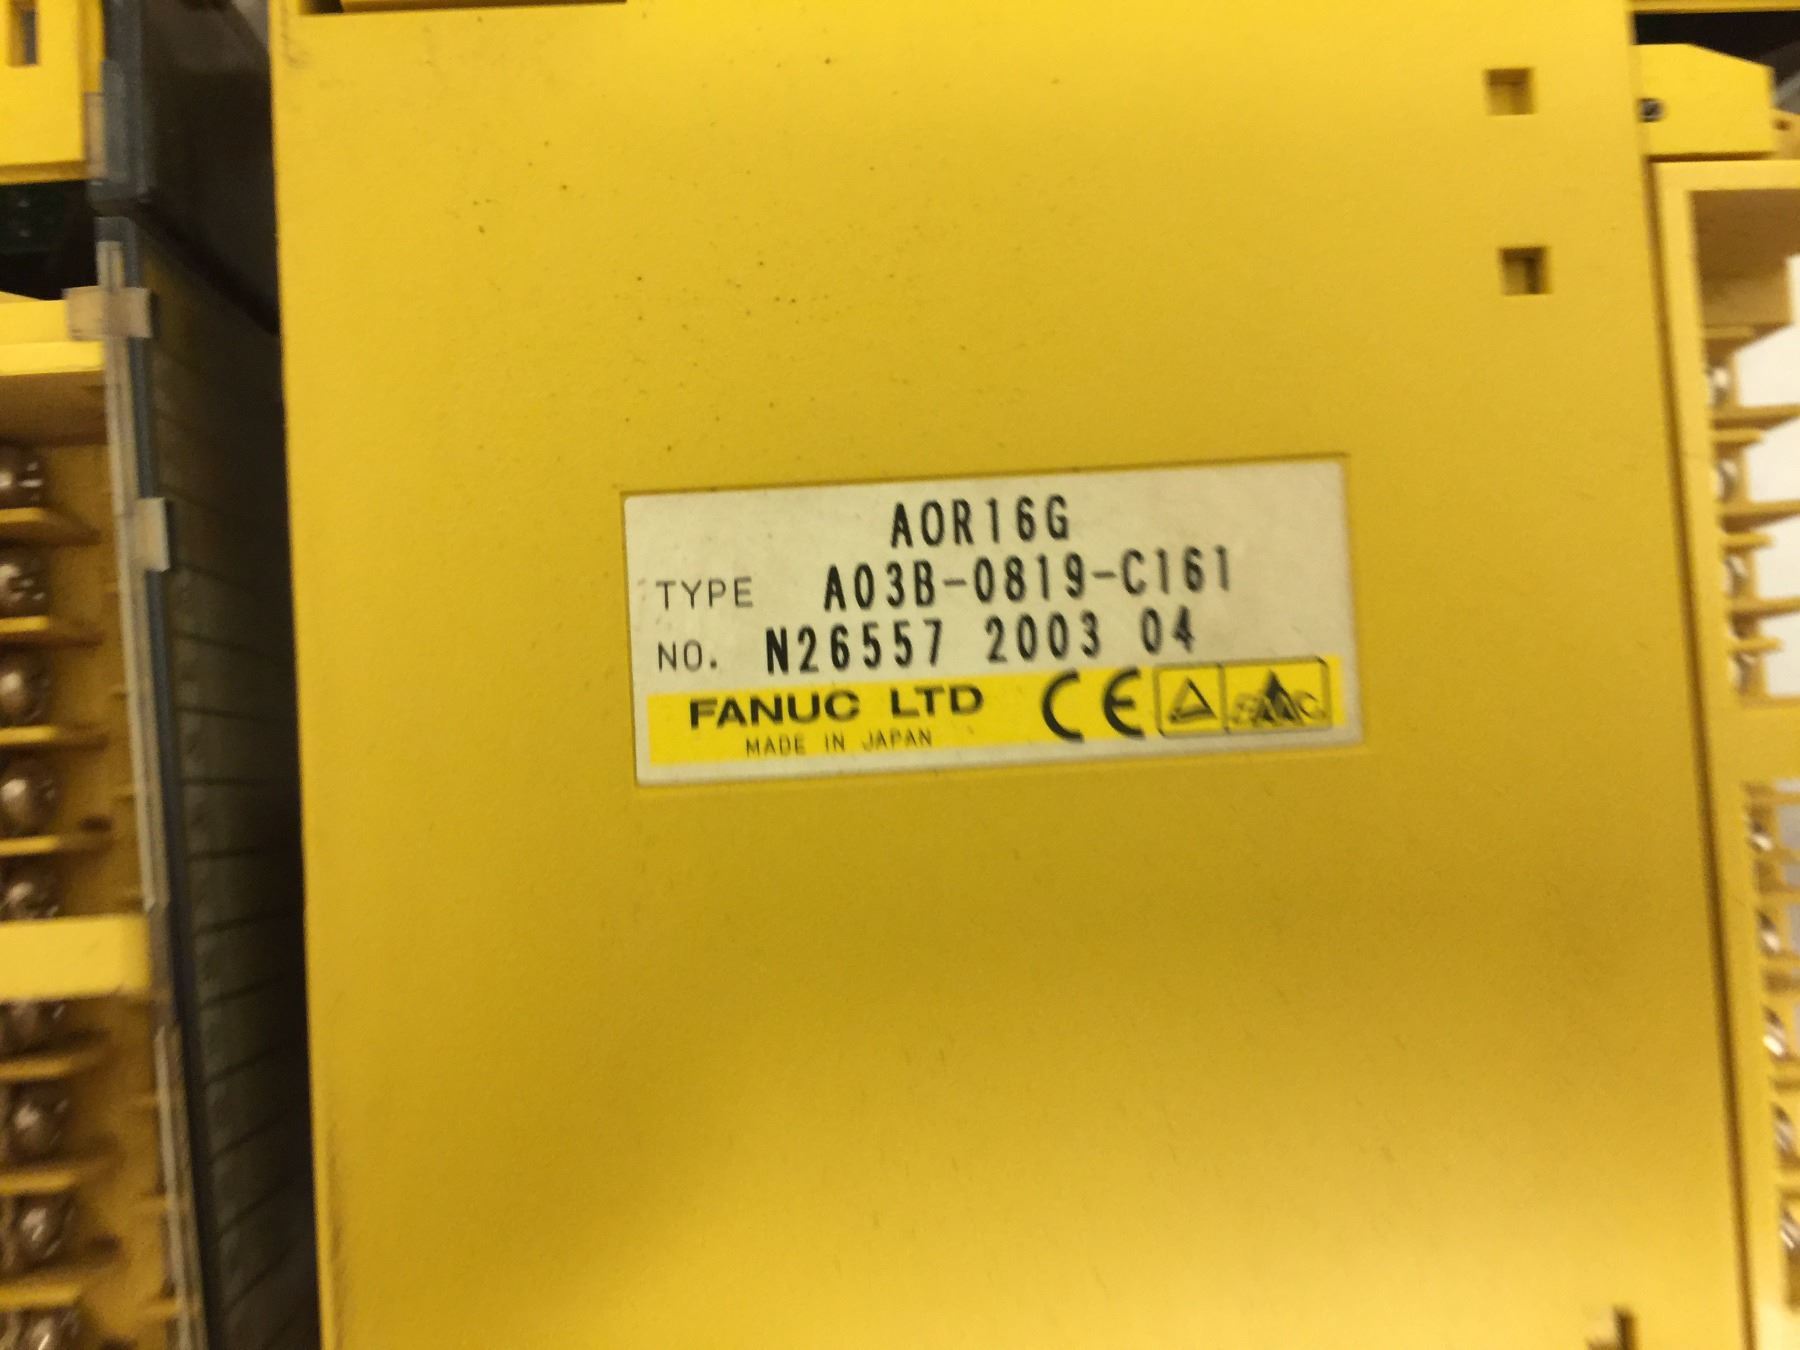 AOR16G
TYPE A03B-0819-C161
NO. N26557 2003 04
FANUC LTD CE
MADE IN JAPAN